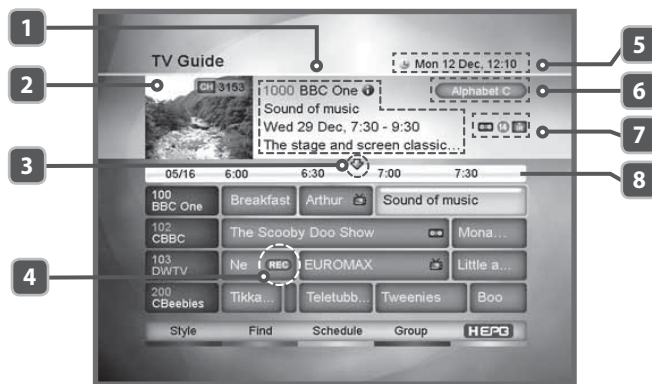 1
2
3
4
5
6
7
8
TV Guide
Mon 12 Dec, 12:10
CH 3153
1000 BBC One i
Alphabet C
Sound of music
Wed 29 Dec, 7:30 - 9:30
The stage and screen classic...
05/16 6:00 6:30 7:00 7:30
100
BBC One Breakfast Arthur Sound of music
102
CBBC The Scooby Doo Show Mona...
103
DWTV Ne REC EUROMAX Little a...
200
CBeebies Tikka... Teletubb... Tweenies Boo
Style Find Schedule Group HEPG